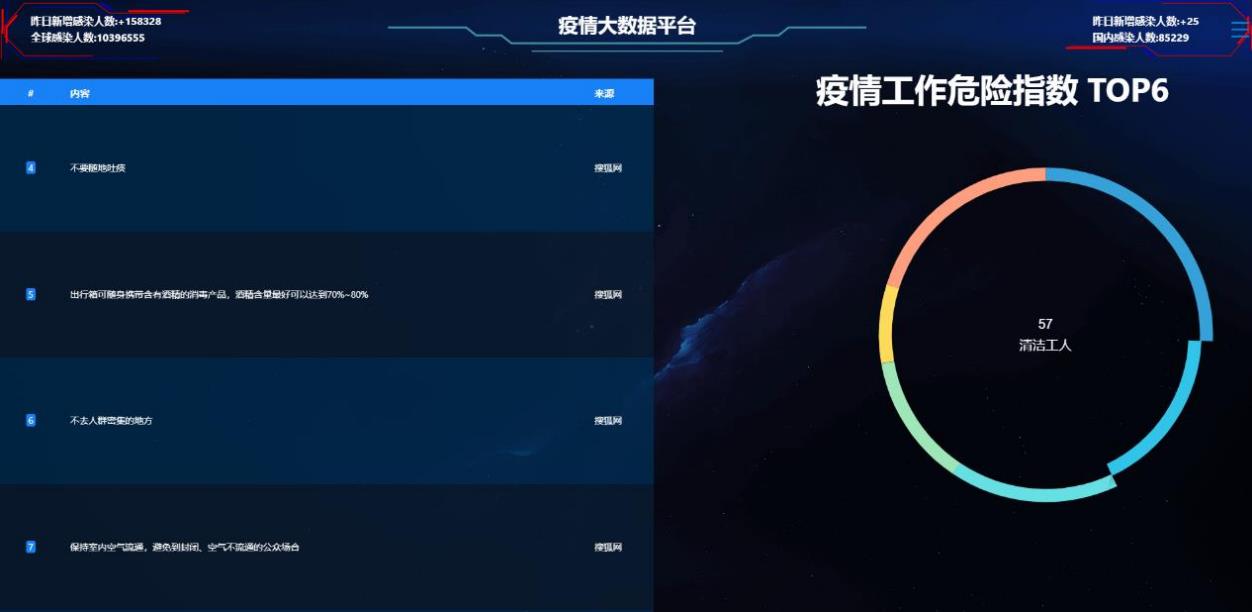 昨日新增感染人数:+158328
全球感染人数:10396555
疫情大数据平台
昨日新增感染人数:+25
国内感染人数:85229
# 内容 来源
4 不要随地吐痰 搜狐网
5 出行箱可随身携带含有酒精的消毒产品，酒精含量最好可以达到70%~80% 搜狐网
6 不去人群密集的地方 搜狐网
7 保持室内空气流通，避免到封闭、空气不流通的公众场合 搜狐网
疫情工作危险指数 TOP6
57
清洁工人